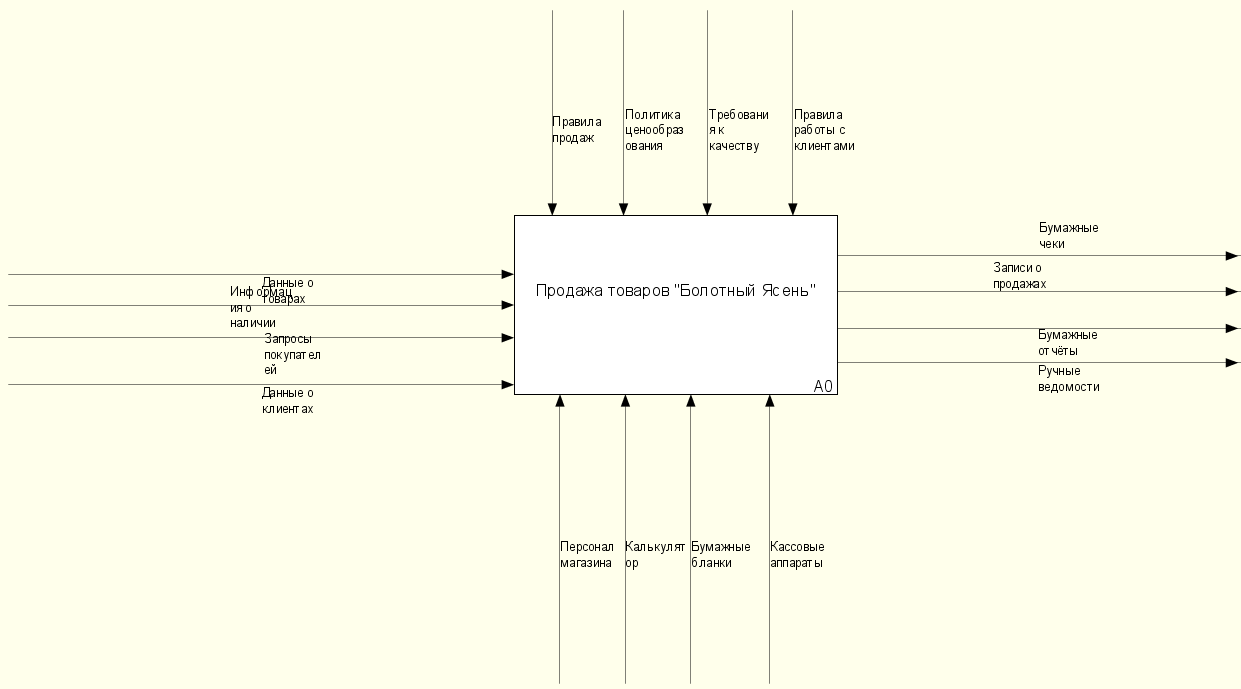 Правила
продаж
Политика
ценообраз
ования
Требовани
я к
качеству
Правила
работы с
клиентами
Данные о
товарах
Информац
ия о
наличии
Запросы
покупател
ей
Данные о
клиентах
Продажа товаров "Болотный Ясень"
A0
Бумажные
чеки
Записи о
продажах
Бумажные
отчёты
Ручные
ведомости
Персонал
магазина
Калькулят
ор
Бумажные
бланки
Кассовые
аппараты